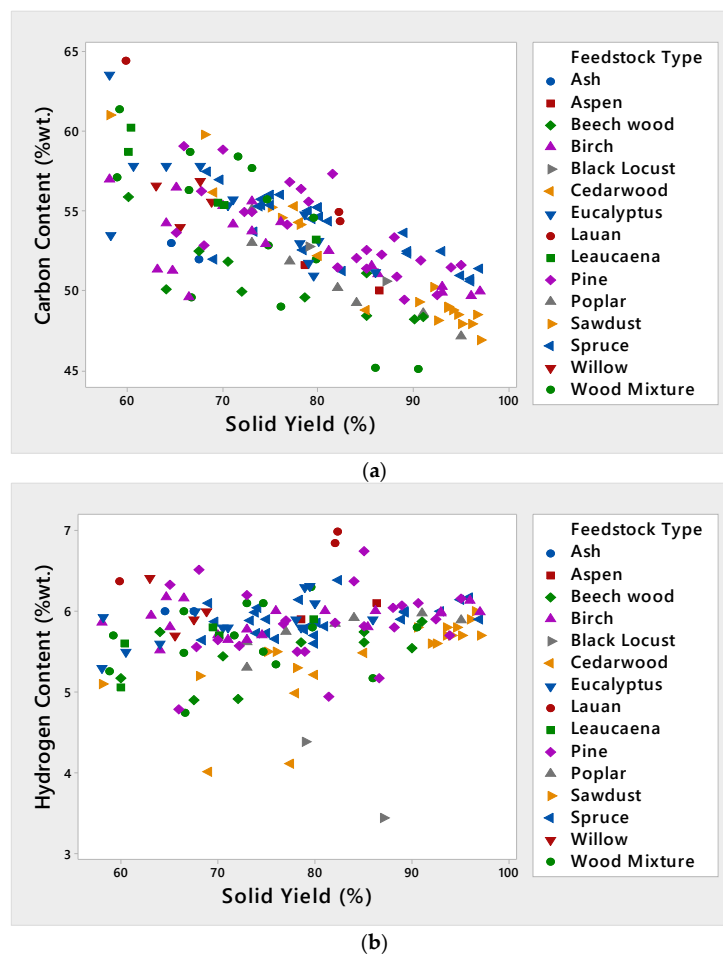 65
60
55
50
45
Carbon Content (%wt.)
60
70
80
90
100
Solid Yield (%)
Feedstock Type
Ash
Aspen
Beech wood
Birch
Black Locust
Cedarwood
Eucalyptus
Lauan
Leaucaena
Pine
Poplar
Sawdust
Spruce
Willow
Wood Mixture
(a)
7
6
5
4
3
Hydrogen Content (%wt.)
60
70
80
90
100
Solid Yield (%)
Feedstock Type
Ash
Aspen
Beech wood
Birch
Black Locust
Cedarwood
Eucalyptus
Lauan
Leaucaena
Pine
Poplar
Sawdust
Spruce
Willow
Wood Mixture
(b)